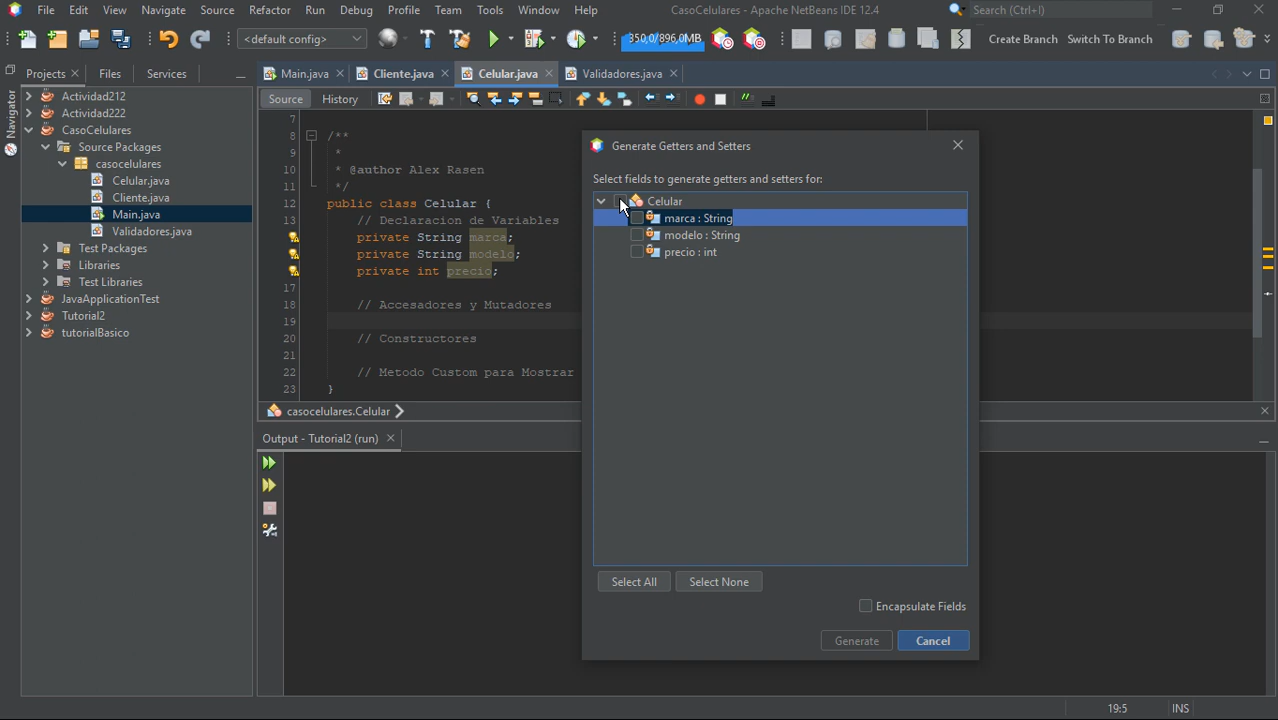 File Edit View Navigate Source Refactor Run Debug Profile Team Tools Window Help CasoCelulares - Apache NetBeans IDE 12.4 Search (Ctrl+I)
<default config> 350,0/896,0MB Create Branch Switch To Branch
Projects Files Services Main.java Cliente.java Celular.java Validadores.java
Navigator
Source History
Actividad212
Actividad222
CasoCelulares
Source Packages
casocelulares
Celular.java
Cliente.java
Main.java
Validadores.java
Test Packages
Libraries
Test Libraries
JavaApplicationTest
Tutorial2
tutorialBasico
7
8 /**
9 *
10 * @author Alex Rasen
11 */
12 public class Celular {
13 // Declaracion de Variables
private String marca;
private String modelo;
private int precio;
17
18 // Accesadores y Mutadores
19
20 // Constructores
21
22 // Metodo Custom para Mostrar
23 }
casocelulares.Celular
Output - Tutorial2 (run)
Generate Getters and Setters
Select fields to generate getters and setters for:
Celular
marca : String
modelo : String
precio : int
Select All Select None
Encapsulate Fields
Generate Cancel
19:5 INS